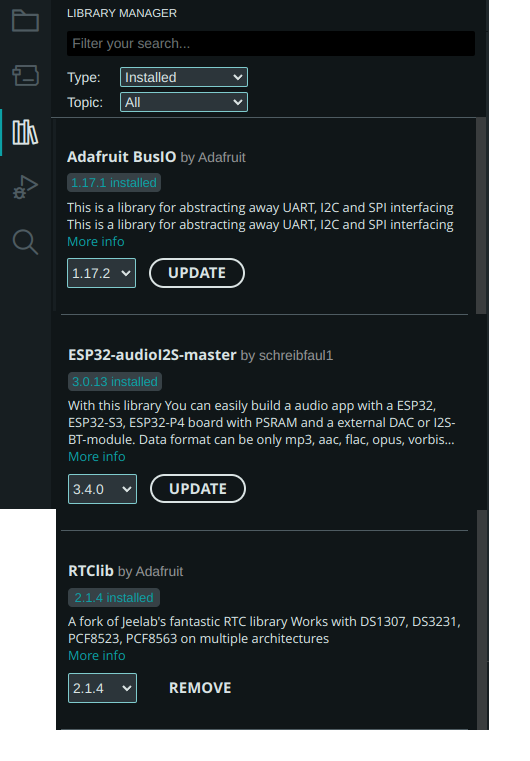 LIBRARY MANAGER
Filter your search...
Type: Installed
Topic: All
Adafruit BusIO by Adafruit
1.17.1 installed
This is a library for abstracting away UART, I2C and SPI interfacing
This is a library for abstracting away UART, I2C and SPI interfacing
More info
1.17.2 UPDATE
ESP32-audioI2S-master by schreibfaul1
3.0.13 installed
With this library You can easily build a audio app with a ESP32,
ESP32-S3, ESP32-P4 board with PSRAM and a external DAC or I2S-
BT-module. Data format can be only mp3, aac, flac, opus, vorbis...
More info
3.4.0 UPDATE
RTClib by Adafruit
2.1.4 installed
A fork of Jeelab's fantastic RTC library Works with DS1307, DS3231,
PCF8523, PCF8563 on multiple architectures
More info
2.1.4 REMOVE